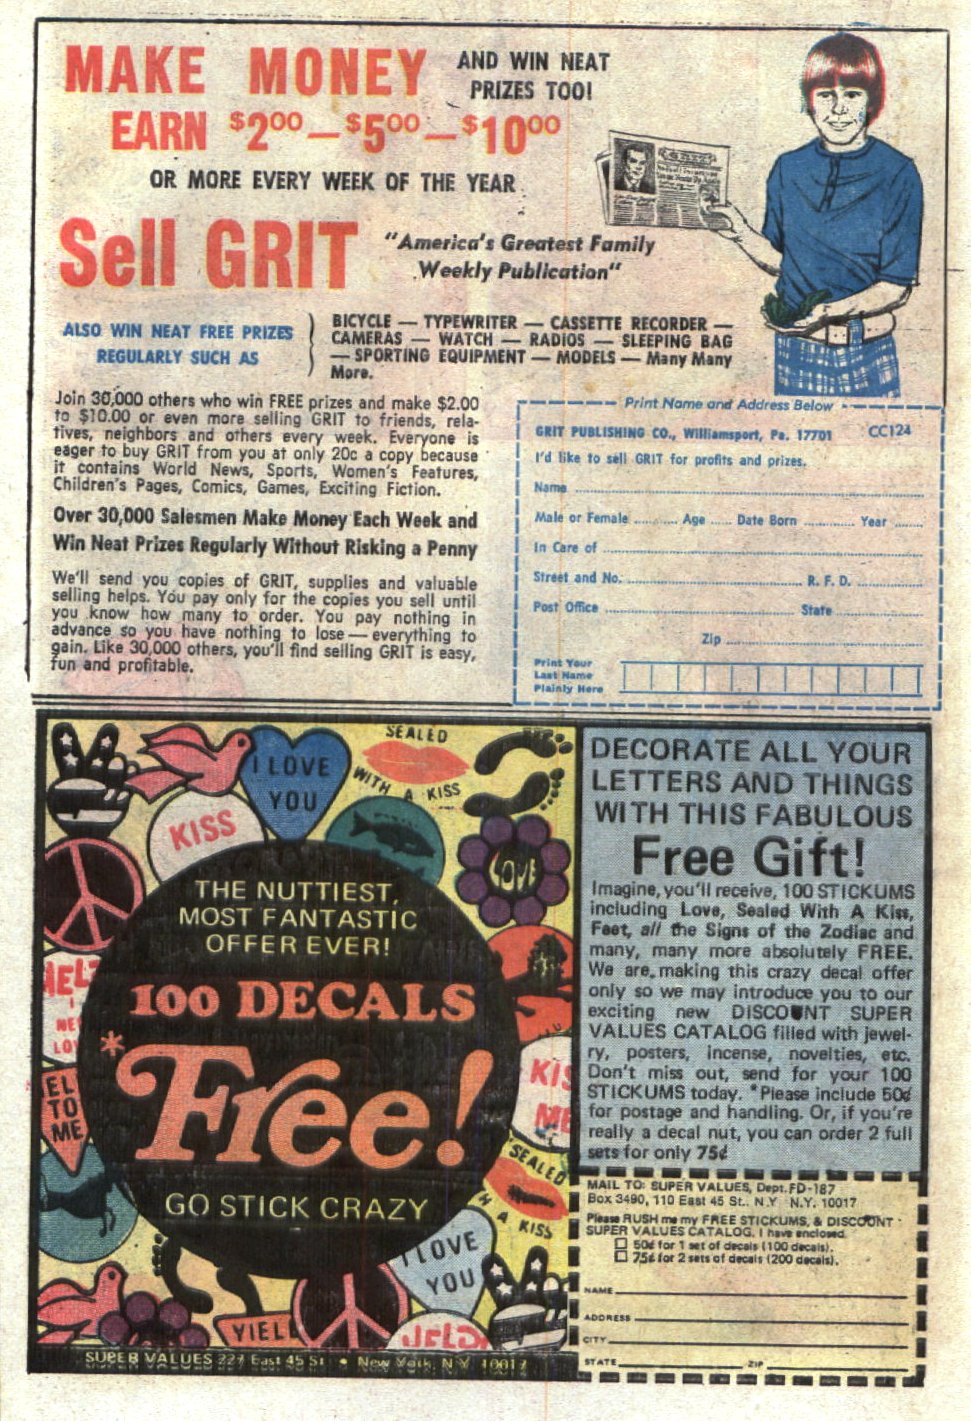 MAKE MONEY AND WIN NEAT
PRIZES TOO!
EARN $2.00—$5.00—$10.00
OR MORE EVERY WEEK OF THE YEAR
Sell GRIT "America's Greatest Family
Weekly Publication"
ALSO WIN NEAT FREE PRIZES
REGULARLY SUCH AS
BICYCLE — TYPEWRITER — CASSETTE RECORDER —
CAMERAS — WATCH — RADIOS — SLEEPING BAG
— SPORTING EQUIPMENT — MODELS — Many Many
More.
Join 30,000 others who win FREE prizes and make $2.00
to $10.00 or even more selling GRIT to friends, rela-
tives, neighbors and others every week. Everyone is
eager to buy GRIT from you at only 20c a copy because
it contains World News, Sports, Women's Features,
Children's Pages, Comics, Games, Exciting Fiction.
Over 30,000 Salesmen Make Money Each Week and
Win Neat Prizes Regularly Without Risking a Penny
We'll send you copies of GRIT, supplies and valuable
selling helps. You pay only for the copies you sell until
you know how many to order. You pay nothing in
advance so you have nothing to lose — everything to
gain. Like 30,000 others, you'll find selling GRIT is easy,
fun and profitable.
Print Name and Address Below
GRIT PUBLISHING CO., Williamsport, Pa. 17701 CC124
I'd like to sell GRIT for profits and prizes.
Name
Male or Female Age Date Born Year
In Care of
Street and No. R. F. D.
Post Office State
Zip
Print Your
Last Name
Plainly Here
I LOVE
YOU
SEALED
WITH A KISS
KISS
LOVE
THE NUTTIEST,
MOST FANTASTIC
OFFER EVER!
100 DECALS
*Free!
GO STICK CRAZY
EL
TO
ME
KIS
ME
SEALED
H A KISS
I LOVE
YOU
YIEL
SUPER VALUES 227 East 45 St. • New York, N.Y. 10017
DECORATE ALL YOUR
LETTERS AND THINGS
WITH THIS FABULOUS
Free Gift!
Imagine, you'll receive, 100 STICKUMS
including Love, Sealed With A Kiss,
Feet, all the Signs of the Zodiac and
many, many more absolutely FREE.
We are making this crazy decal offer
only so we may introduce you to our
exciting new DISCOUNT SUPER
VALUES CATALOG filled with jewel-
ry, posters, incense, novelties, etc.
Don't miss out, send for your 100
STICKUMS today. *Please include 50¢
for postage and handling. Or, if you're
really a decal nut, you can order 2 full
sets for only 75¢
MAIL TO: SUPER VALUES, Dept. FD-187
Box 3490, 110 East 45 St., N.Y. N.Y. 10017
Please RUSH me my FREE STICKUMS, & DISCOUNT
SUPER VALUES CATALOG. I have enclosed.
50¢ for 1 set of decals (100 decals).
75¢ for 2 sets of decals (200 decals).
NAME
ADDRESS
CITY
STATE ZIP